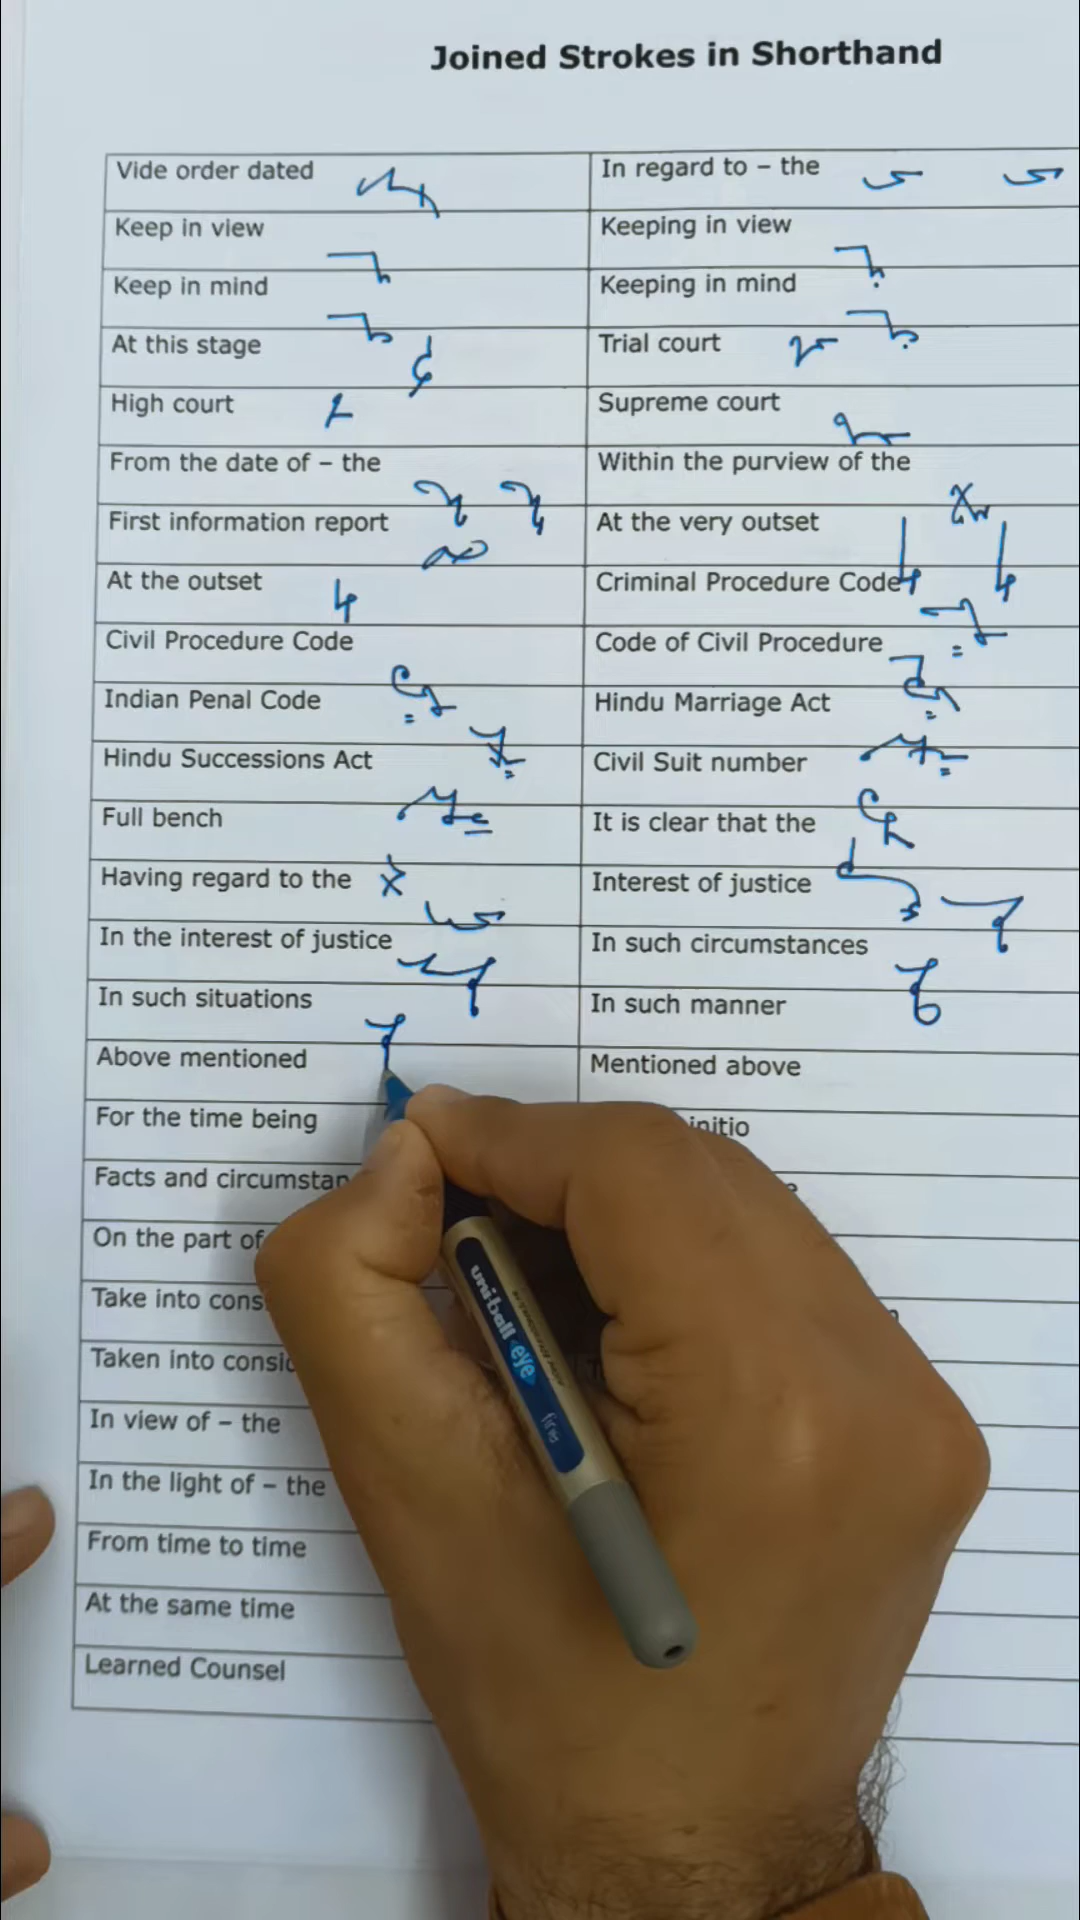 Joined Strokes in Shorthand
Vide order dated
In regard to – the
Keep in view
Keeping in view
Keep in mind
Keeping in mind
At this stage
Trial court
High court
Supreme court
From the date of – the
Within the purview of the
First information report
At the very outset
At the outset
Criminal Procedure Code
Civil Procedure Code
Code of Civil Procedure
Indian Penal Code
Hindu Marriage Act
Hindu Successions Act
Civil Suit number
Full bench
It is clear that the
Having regard to the
Interest of justice
In the interest of justice
In such circumstances
In such situations
In such manner
Above mentioned
Mentioned above
For the time being
initio
Facts and circumstan
On the part of
Take into cons
Taken into consid
In view of – the
In the light of – the
From time to time
At the same time
Learned Counsel
uni-ball eye
fine